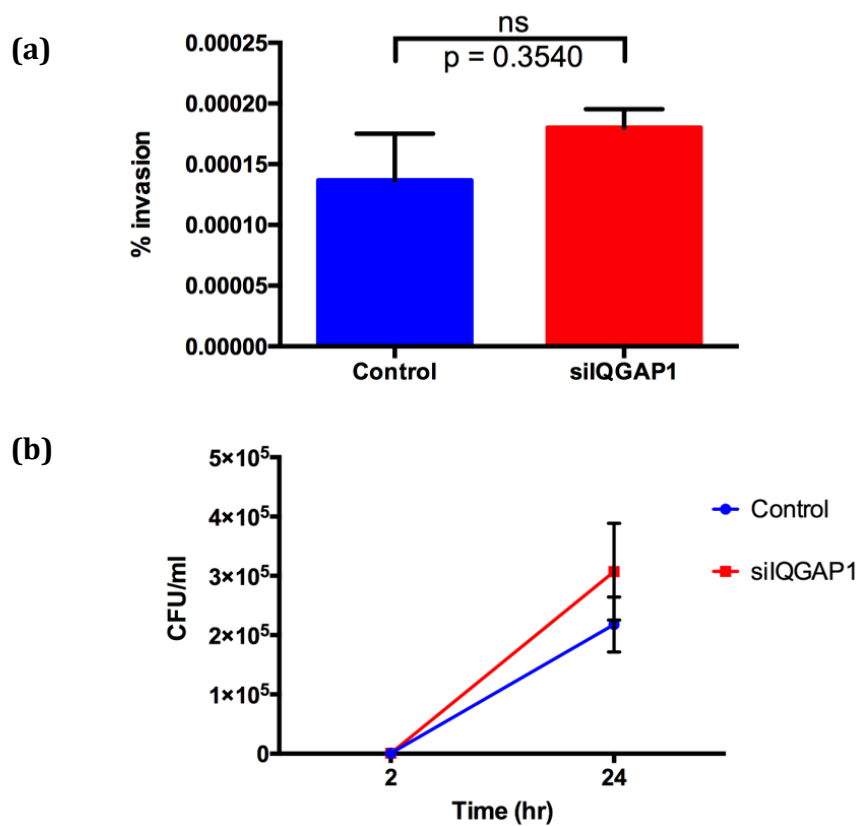 (a)
ns
p = 0.3540
0.00025
0.00020
0.00015
0.00010
0.00005
0.00000
% invasion
Control siIQGAP1
(b)
5×10⁵
4×10⁵
3×10⁵
2×10⁵
1×10⁵
0
CFU/ml
2 24
Time (hr)
Control
siIQGAP1